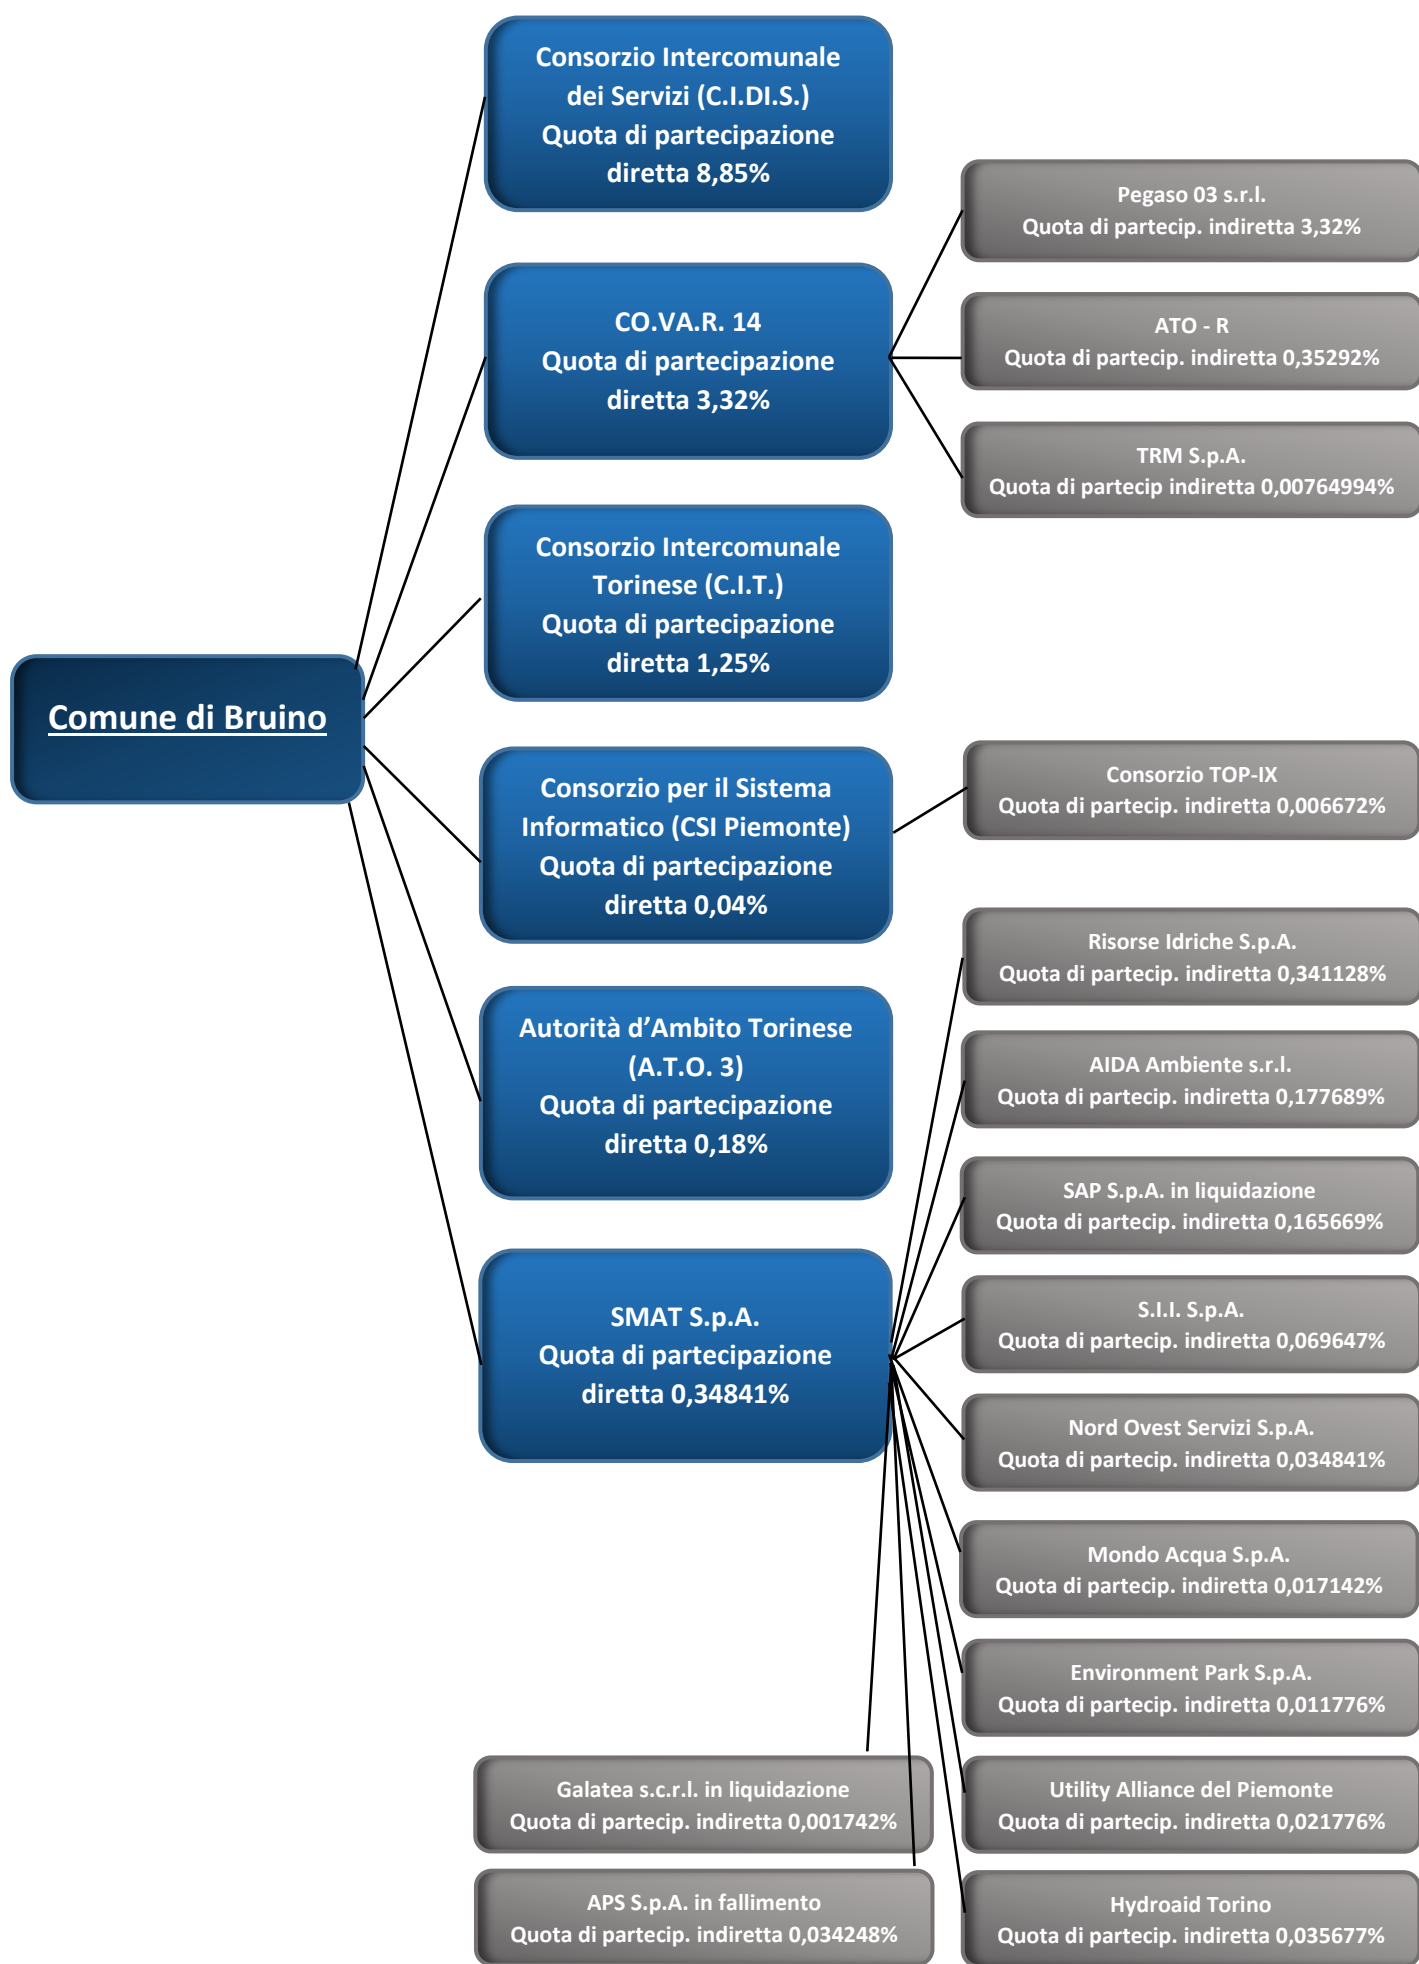 Comune di Bruino
Consorzio Intercomunale
dei Servizi (C.I.DI.S.)
Quota di partecipazione
diretta 8,85%
CO.VA.R. 14
Quota di partecipazione
diretta 3,32%
Pegaso 03 s.r.l.
Quota di partecip. indiretta 3,32%
ATO - R
Quota di partecip. indiretta 0,35292%
TRM S.p.A.
Quota di partecip indiretta 0,00764994%
Consorzio Intercomunale
Torinese (C.I.T.)
Quota di partecipazione
diretta 1,25%
Consorzio per il Sistema
Informatico (CSI Piemonte)
Quota di partecipazione
diretta 0,04%
Consorzio TOP-IX
Quota di partecip. indiretta 0,006672%
Autorità d’Ambito Torinese
(A.T.O. 3)
Quota di partecipazione
diretta 0,18%
SMAT S.p.A.
Quota di partecipazione
diretta 0,34841%
Risorse Idriche S.p.A.
Quota di partecip. indiretta 0,341128%
AIDA Ambiente s.r.l.
Quota di partecip. indiretta 0,177689%
SAP S.p.A. in liquidazione
Quota di partecip. indiretta 0,165669%
S.I.I. S.p.A.
Quota di partecip. indiretta 0,069647%
Nord Ovest Servizi S.p.A.
Quota di partecip. indiretta 0,034841%
Mondo Acqua S.p.A.
Quota di partecip. indiretta 0,017142%
Environment Park S.p.A.
Quota di partecip. indiretta 0,011776%
Utility Alliance del Piemonte
Quota di partecip. indiretta 0,021776%
Hydroaid Torino
Quota di partecip. indiretta 0,035677%
Galatea s.c.r.l. in liquidazione
Quota di partecip. indiretta 0,001742%
APS S.p.A. in fallimento
Quota di partecip. indiretta 0,034248%